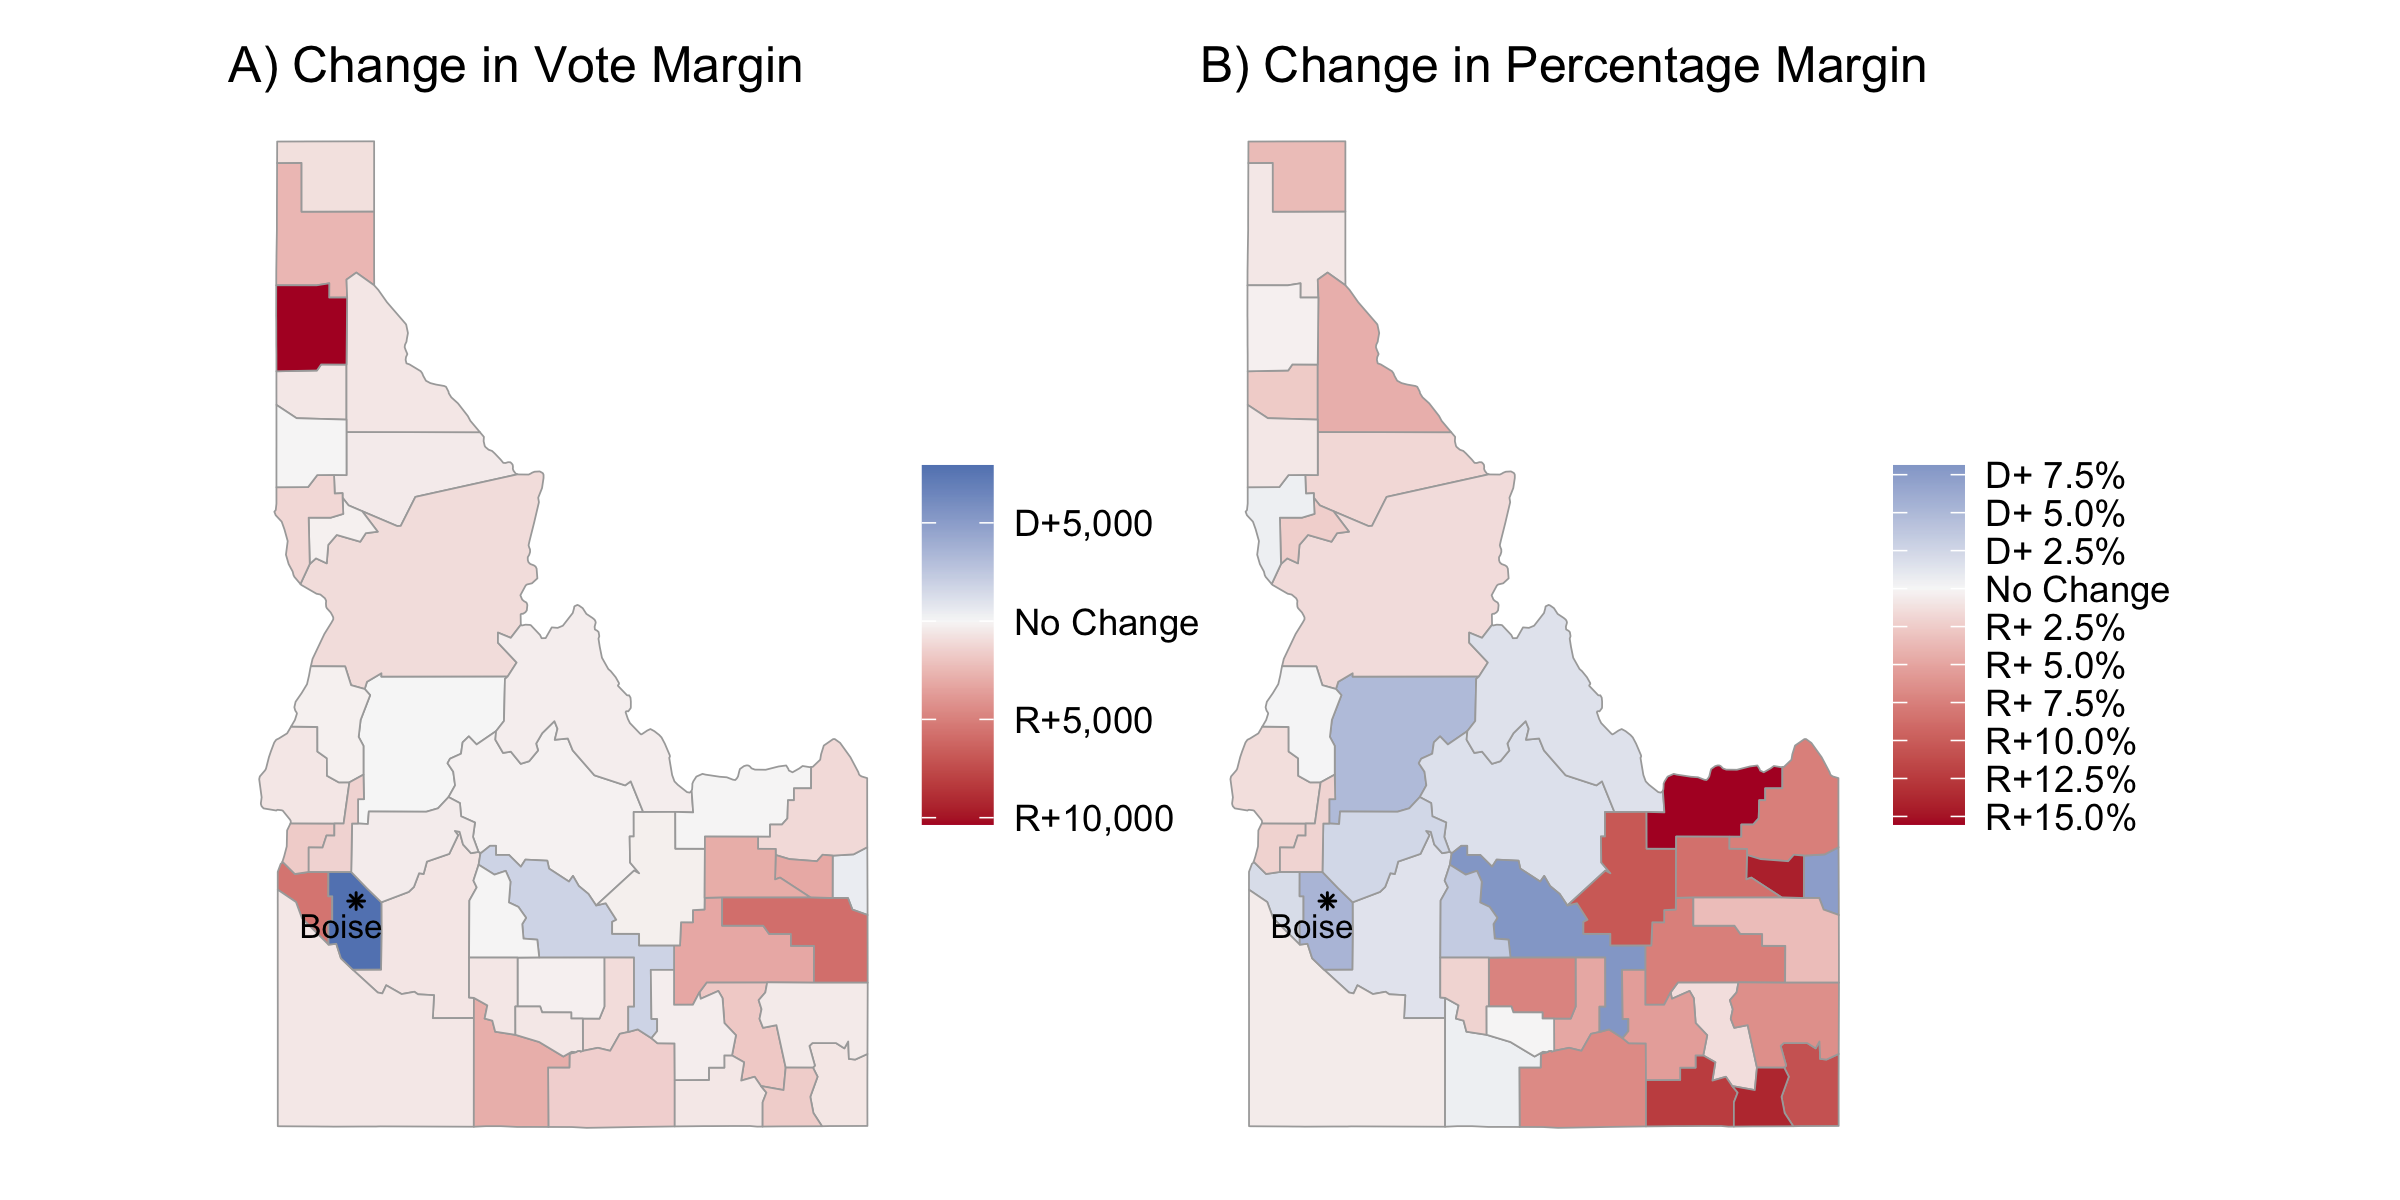 A) Change in Vote Margin
Boise
D+5,000
No Change
R+5,000
R+10,000
B) Change in Percentage Margin
Boise
D+ 7.5%
D+ 5.0%
D+ 2.5%
No Change
R+ 2.5%
R+ 5.0%
R+ 7.5%
R+10.0%
R+12.5%
R+15.0%